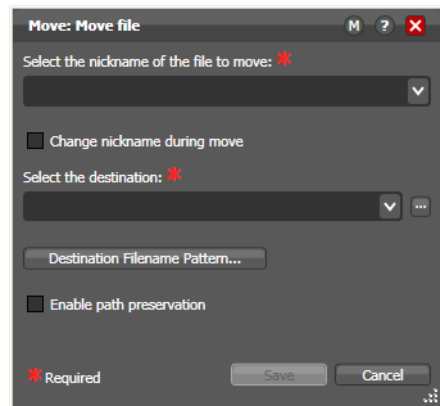 Move: Move file M ?
Select the nickname of the file to move: *
Change nickname during move
Select the destination: *
...
Destination Filename Pattern...
Enable path preservation
* Required Save Cancel